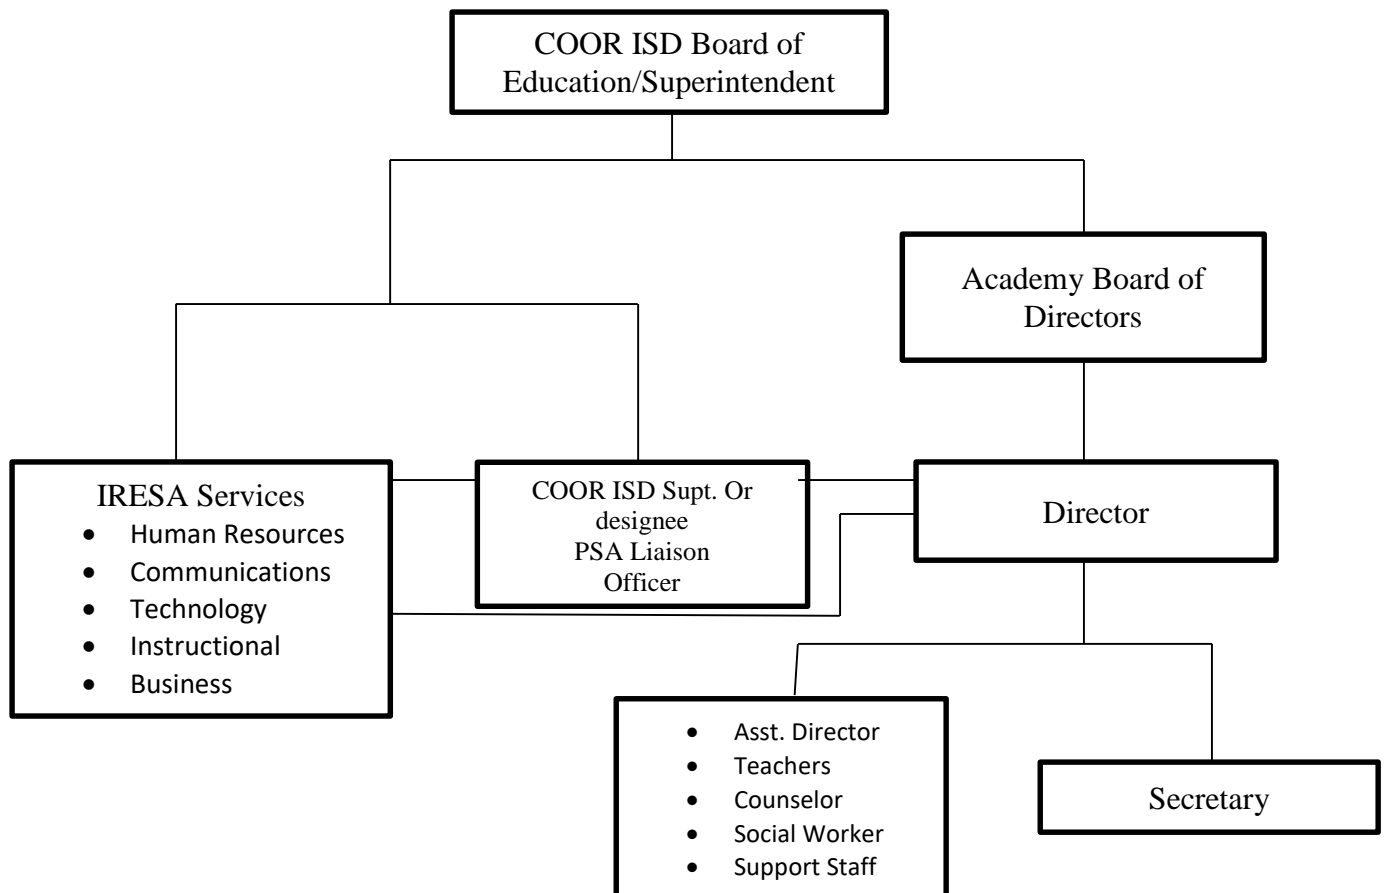 COOR ISD Board of
Education/Superintendent
Academy Board of
Directors
IRESA Services
• Human Resources
• Communications
• Technology
• Instructional
• Business
COOR ISD Supt. Or
designee
PSA Liaison
Officer
Director
• Asst. Director
• Teachers
• Counselor
• Social Worker
• Support Staff
Secretary